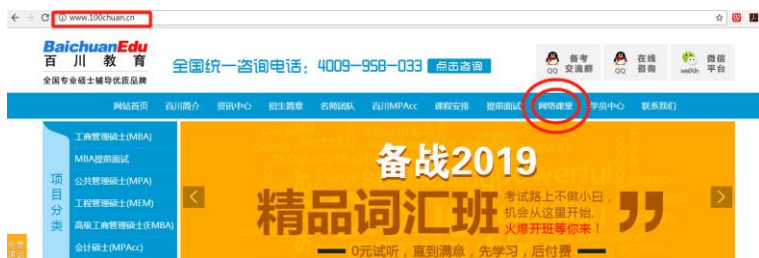 www.100chuan.cn
BaichuanEdu
百川教育
全国专业硕士辅导优质品牌
全国统一咨询电话：4009-958-033 点击咨询
QQ 备考交流群
QQ 在线咨询
微信平台
网站首页 百川简介 资讯中心 招生简章 名师团队 百川MPAcc 课程安排 提前面试 网络课堂 学员中心 联系我们
项目分类
工商管理硕士(MBA)
MBA提前面试
公共管理硕士(MPA)
工程管理硕士(MEM)
高级工商管理硕士(EMBA)
会计硕士(MPAcc)
备战2019
精品词汇班
考试路上不做小白，
机会从这里开始,
火爆开班等你来！
0元试听，直到满意，先学习，后付费